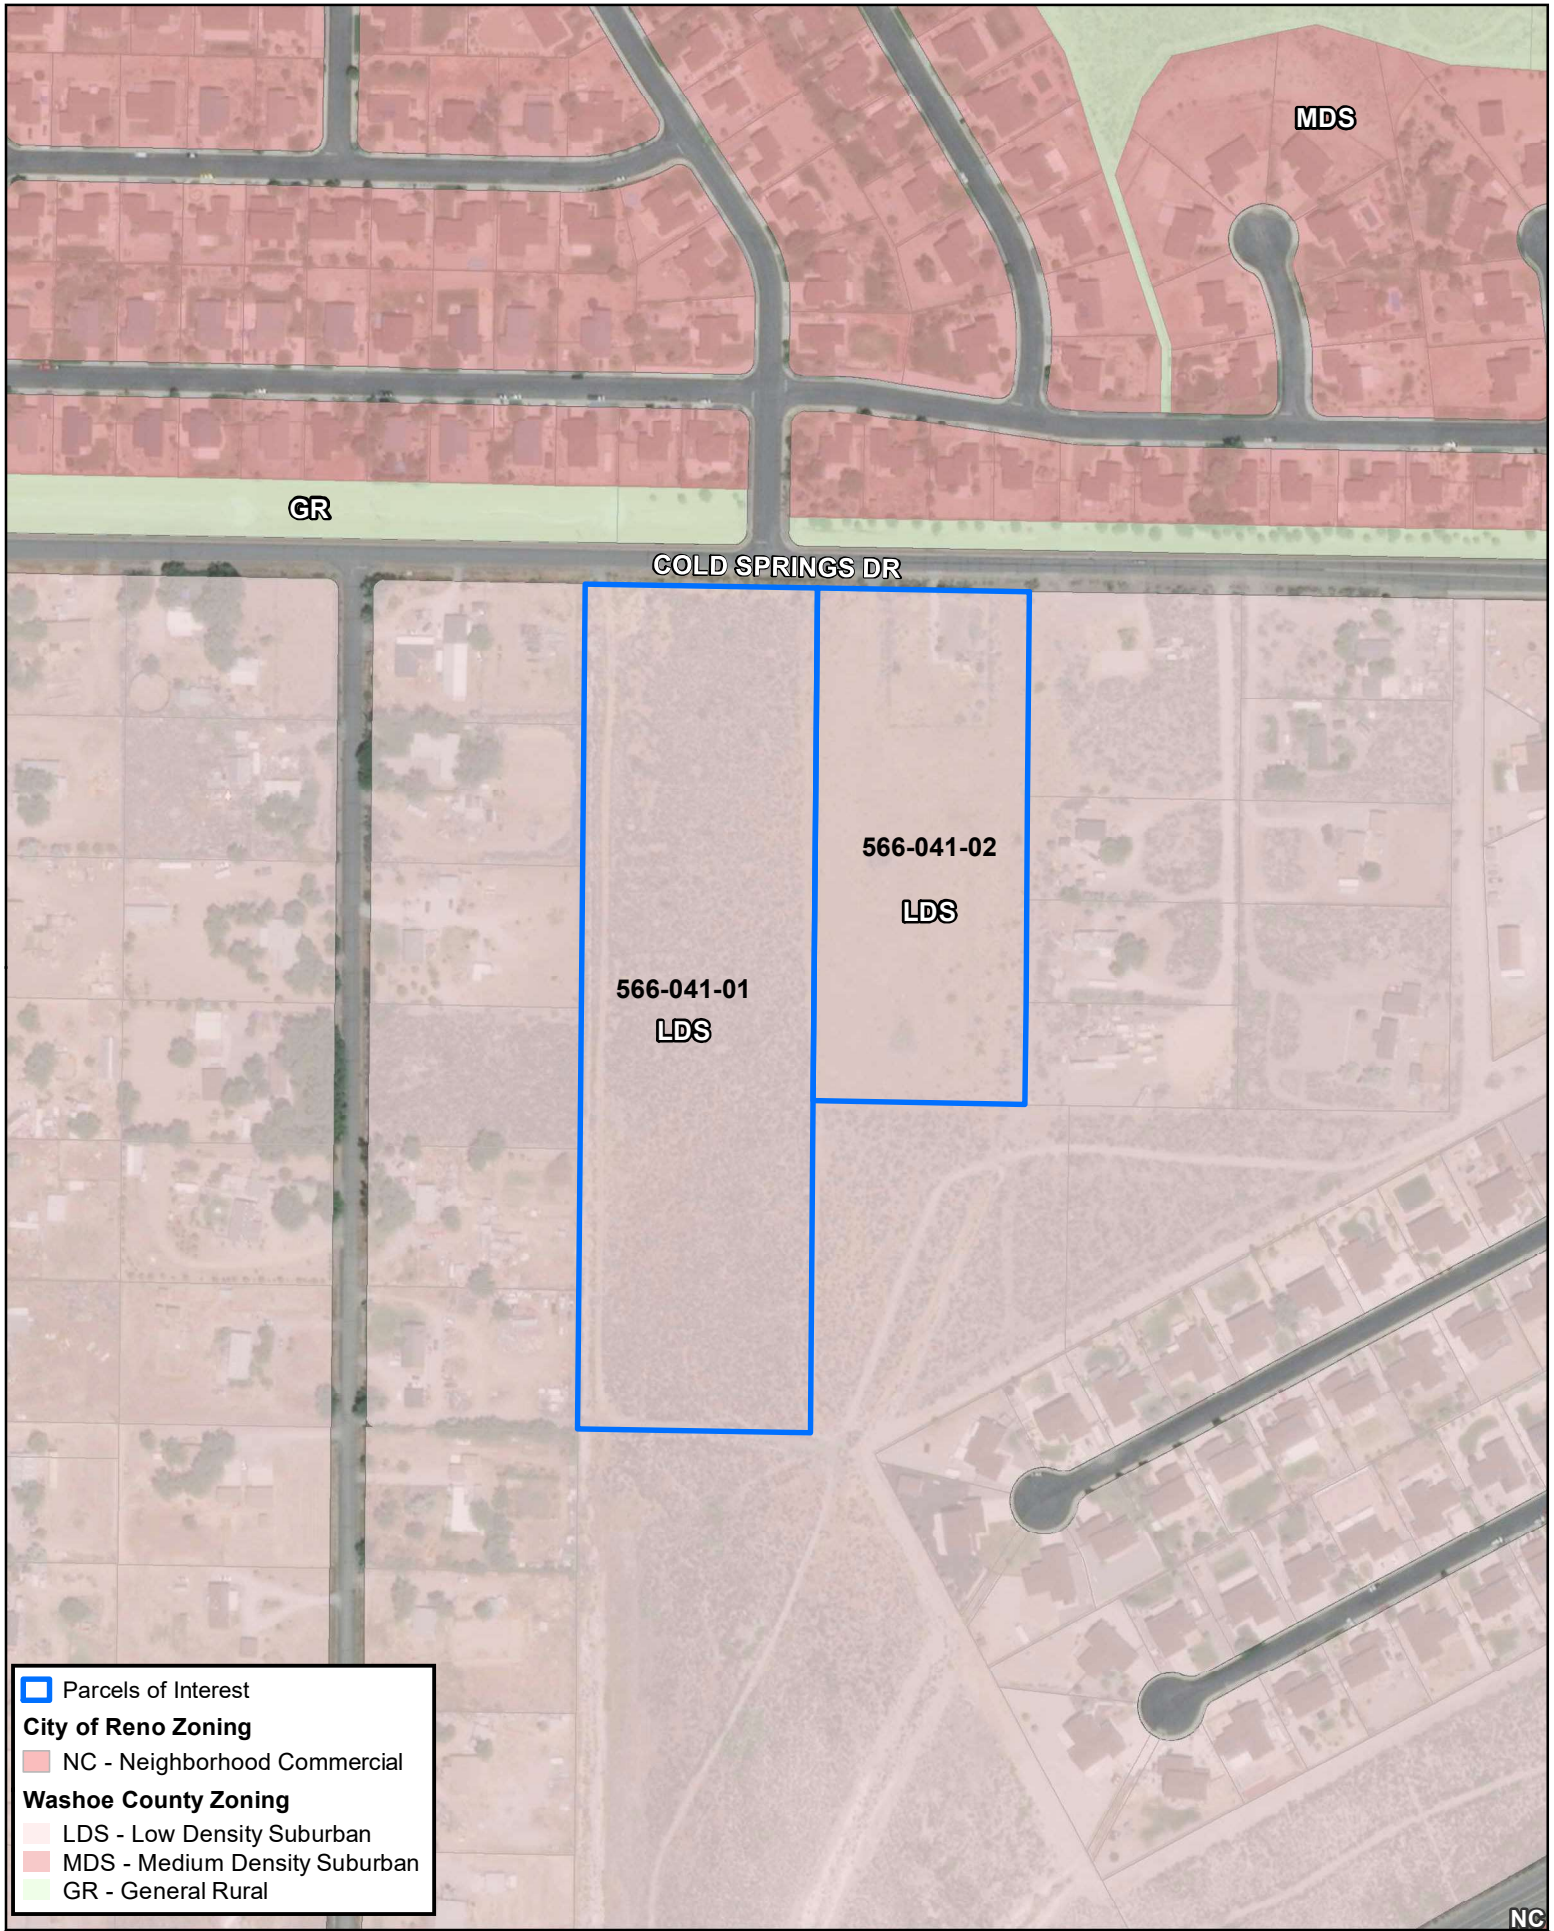 MDS
GR
COLD SPRINGS DR
566-041-02
LDS
566-041-01
LDS
Parcels of Interest
City of Reno Zoning
NC - Neighborhood Commercial
Washoe County Zoning
LDS - Low Density Suburban
MDS - Medium Density Suburban
GR - General Rural
NC